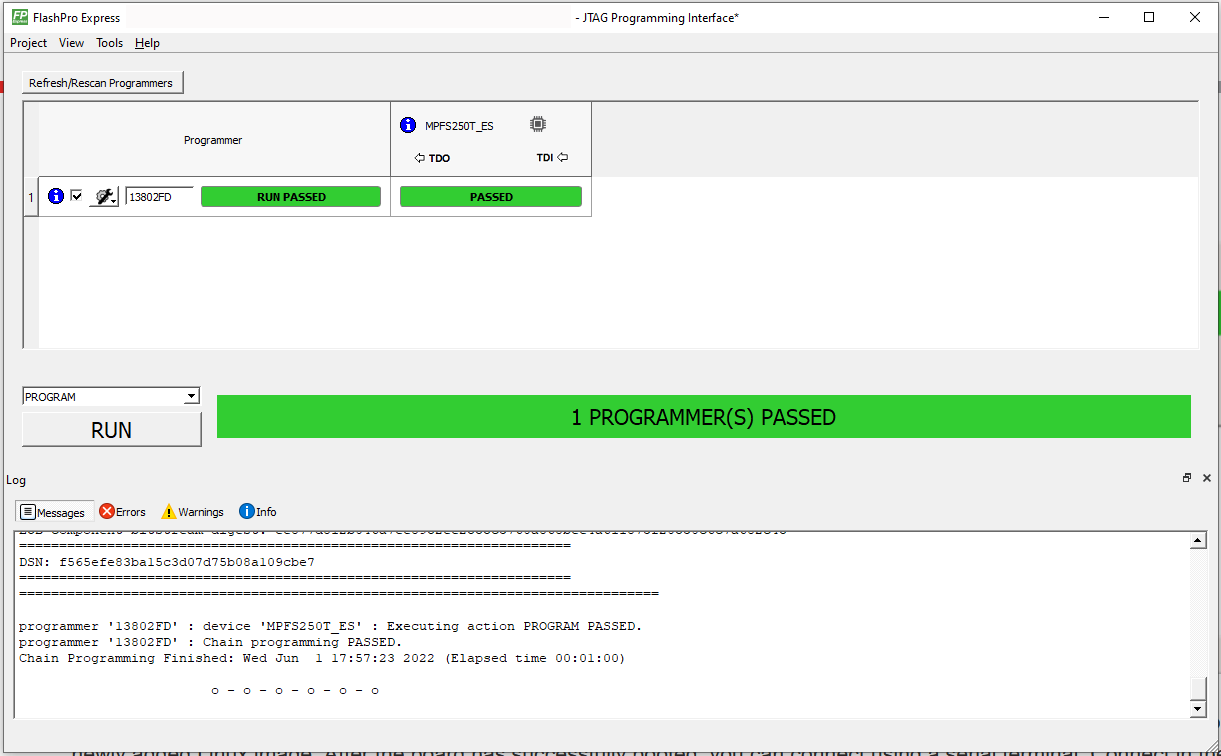 FP Express FlashPro Express - JTAG Programming Interface*
Project View Tools Help
Refresh/Rescan Programmers
Programmer
MPFS250T_ES
TDO TDI
1 13802FD RUN PASSED PASSED
PROGRAM
RUN
1 PROGRAMMER(S) PASSED
Log
Messages Errors Warnings Info
================================================================
DSN: f565efe83ba15c3d07d75b08a109cbe7
================================================================
================================================================================
programmer '13802FD' : device 'MPFS250T_ES' : Executing action PROGRAM PASSED.
programmer '13802FD' : Chain programming PASSED.
Chain Programming Finished: Wed Jun  1 17:57:23 2022 (Elapsed time 00:01:00)
o - o - o - o - o - o